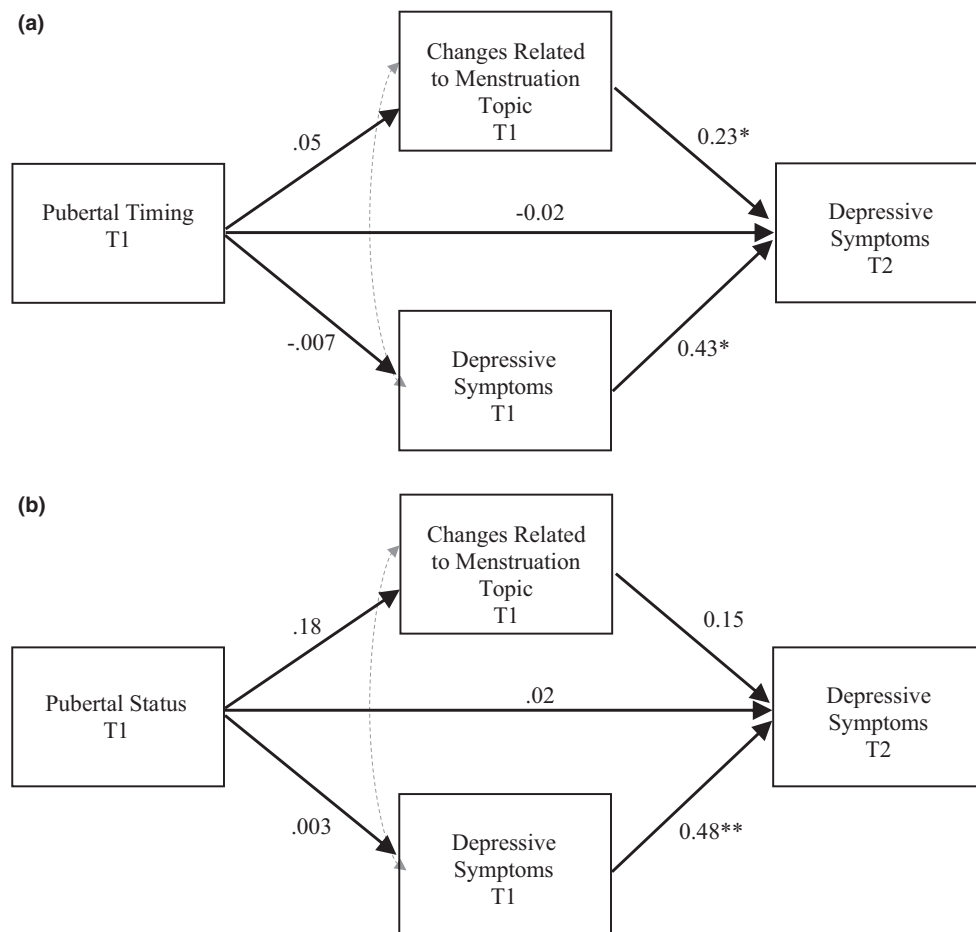 (a)
Changes Related
to Menstruation
Topic
T1
.05
0.23*
Pubertal Timing
T1
-0.02
Depressive
Symptoms
T2
-.007
0.43*
Depressive
Symptoms
T1
(b)
Changes Related
to Menstruation
Topic
T1
.18
0.15
Pubertal Status
T1
.02
Depressive
Symptoms
T2
.003
0.48**
Depressive
Symptoms
T1